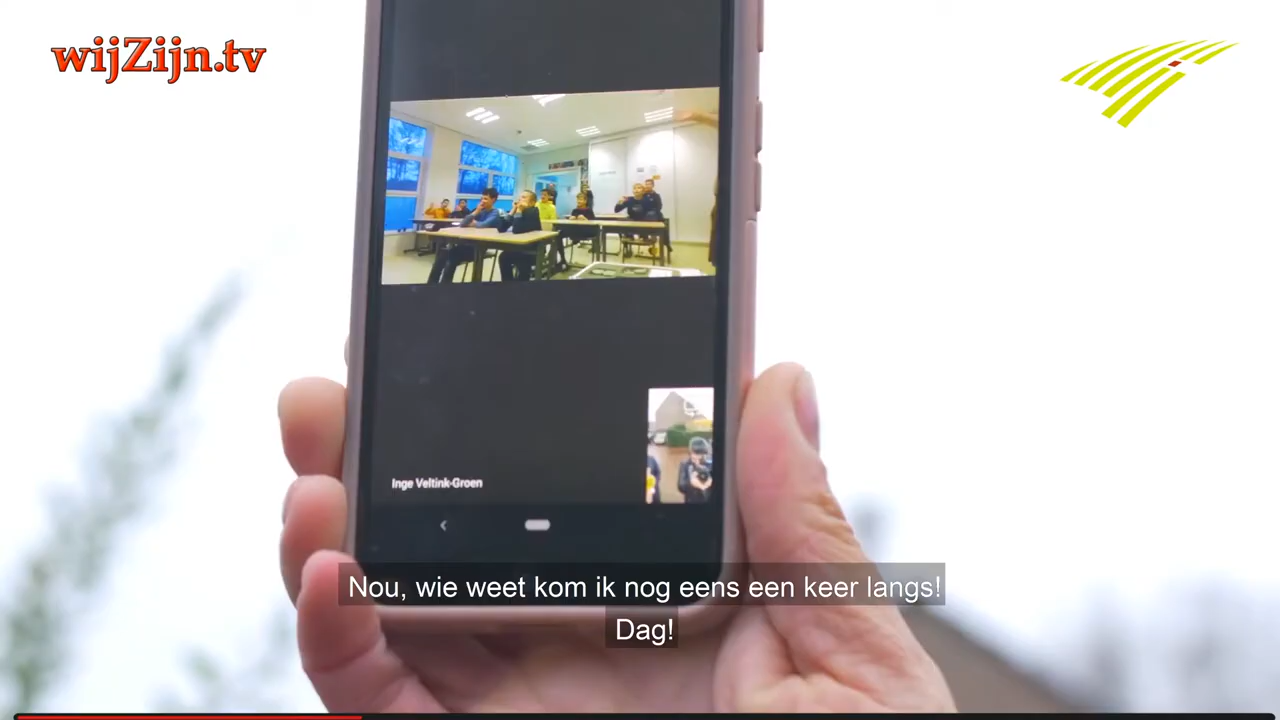 wijZijn.tv
Inge Veltink-Groen
Nou, wie weet kom ik nog eens een keer langs!
Dag!